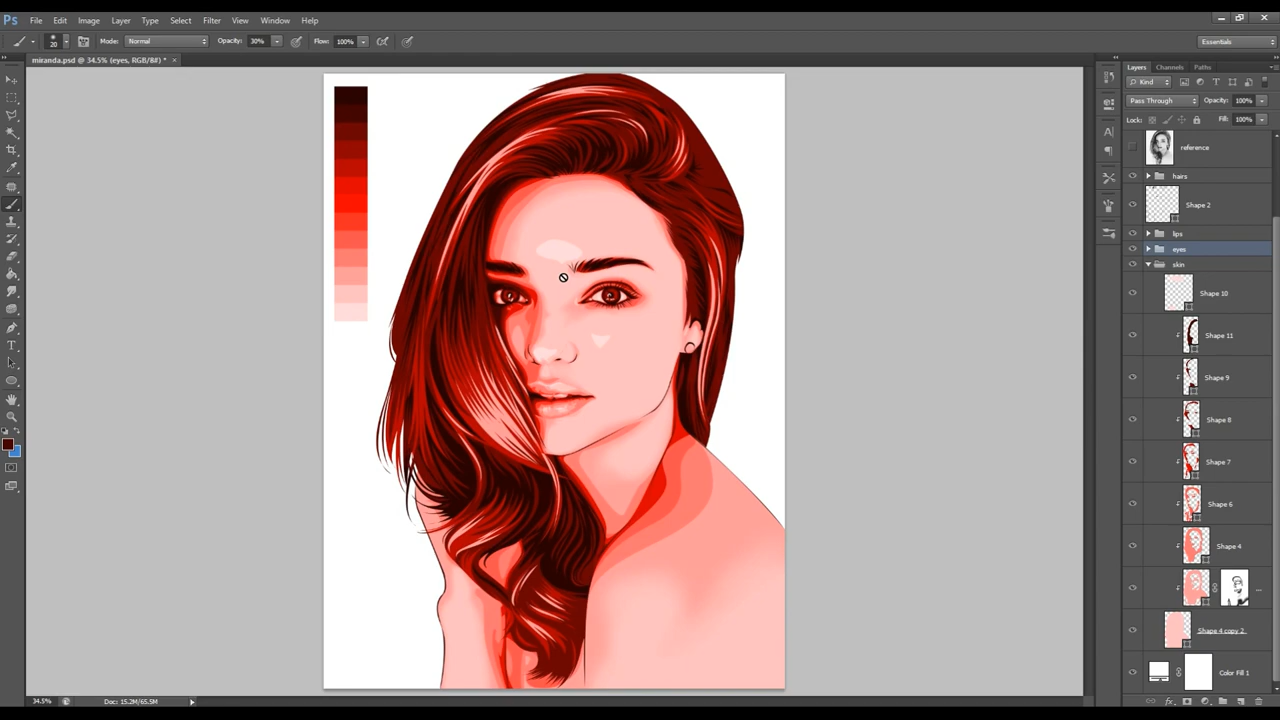 Ps File Edit Image Layer Type Select Filter View Window Help
20 Mode: Normal Opacity: 30% Flow: 100% Essentials
miranda.psd @ 34.5% (eyes, RGB/8#) * ×
Layers Channels Paths
Kind T
Pass Through Opacity: 100%
Lock: Fill: 100%
reference
hairs
Shape 2
lips
eyes
skin
Shape 10
Shape 11
Shape 9
Shape 8
Shape 7
Shape 6
Shape 4
...
Shape 4 copy 2
Color Fill 1
34.5% Doc: 15.2M/65.5M
fx